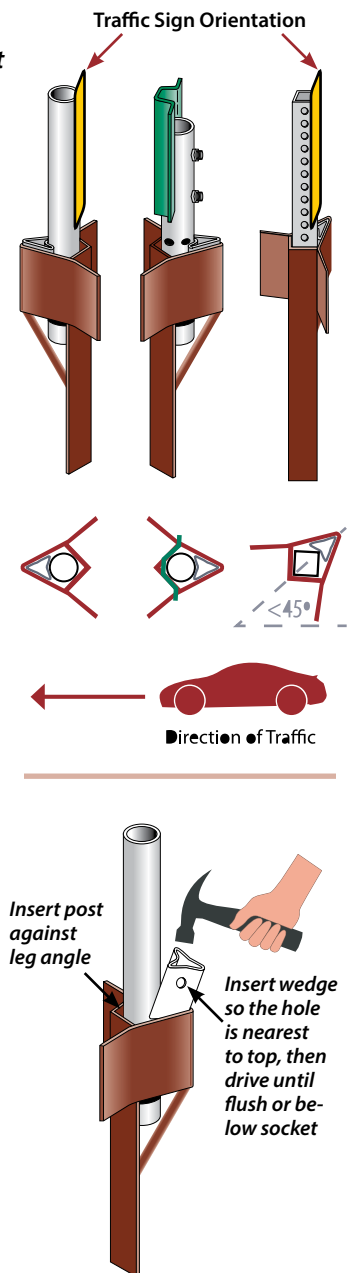 Traffic Sign Orientation
t
<45°
Direction of Traffic
Insert post
against
leg angle
Insert wedge
so the hole
is nearest
to top, then
drive until
flush or be-
low socket